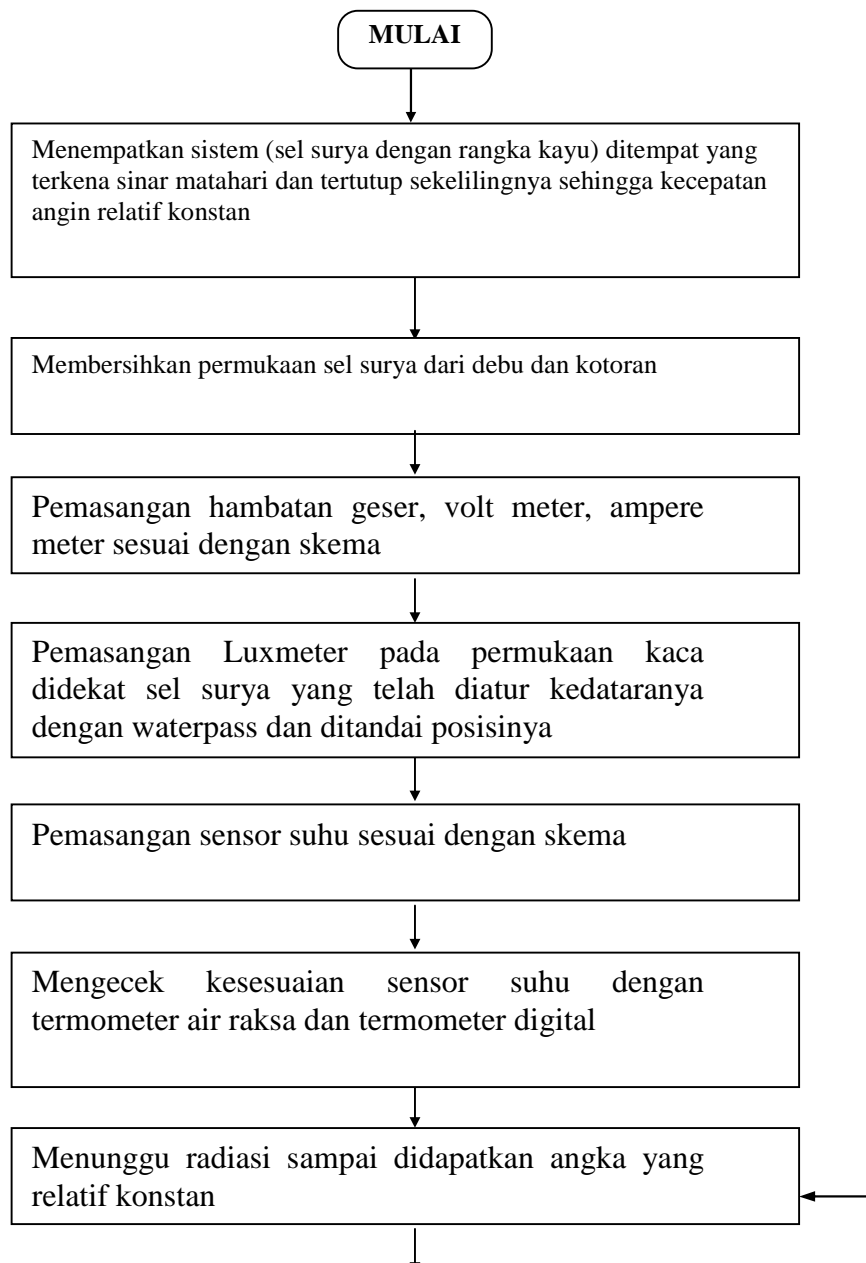 MULAI
Menempatkan sistem (sel surya dengan rangka kayu) ditempat yang
terkena sinar matahari dan tertutup sekelilingnya sehingga kecepatan
angin relatif konstan
Membersihkan permukaan sel surya dari debu dan kotoran
Pemasangan hambatan geser, volt meter, ampere
meter sesuai dengan skema
Pemasangan Luxmeter pada permukaan kaca
didekat sel surya yang telah diatur kedataranya
dengan waterpass dan ditandai posisinya
Pemasangan sensor suhu sesuai dengan skema
Mengecek kesesuaian sensor suhu dengan
termometer air raksa dan termometer digital
Menunggu radiasi sampai didapatkan angka yang
relatif konstan